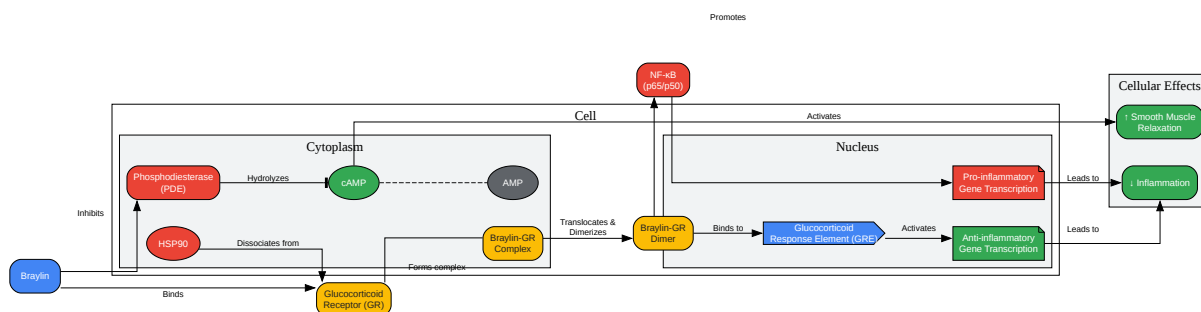 Promotes
NF-κB
(p65/p50)
Cellular Effects
Cell
Activates
↑ Smooth Muscle
Relaxation
Cytoplasm
Nucleus
Phosphodiesterase
(PDE)
Hydrolyzes
cAMP
AMP
Pro-inflammatory
Gene Transcription
Leads to
↓ Inflammation
Inhibits
HSP90
Dissociates from
Braylin-GR
Complex
Translocates &
Dimerizes
Braylin-GR
Dimer
Binds to
Glucocorticoid
Response Element (GRE)
Activates
Anti-inflammatory
Gene Transcription
Leads to
Braylin
Binds
Forms complex
Glucocorticoid
Receptor (GR)